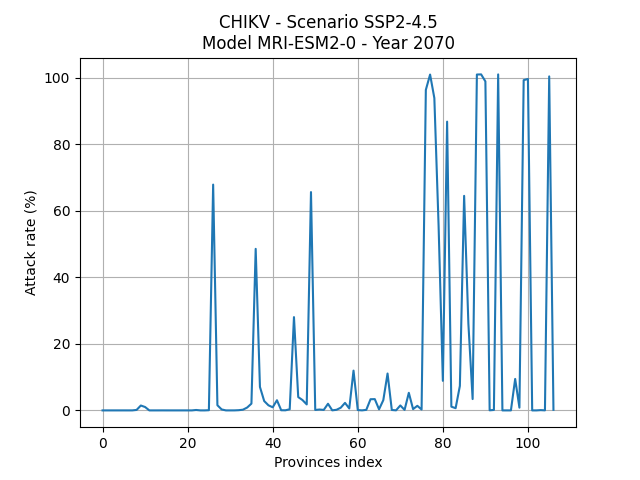 CHIKV - Scenario SSP2-4.5
Model MRI-ESM2-0 - Year 2070
Attack rate (%)
100
80
60
40
20
0
0 20 40 60 80 100
Provinces index